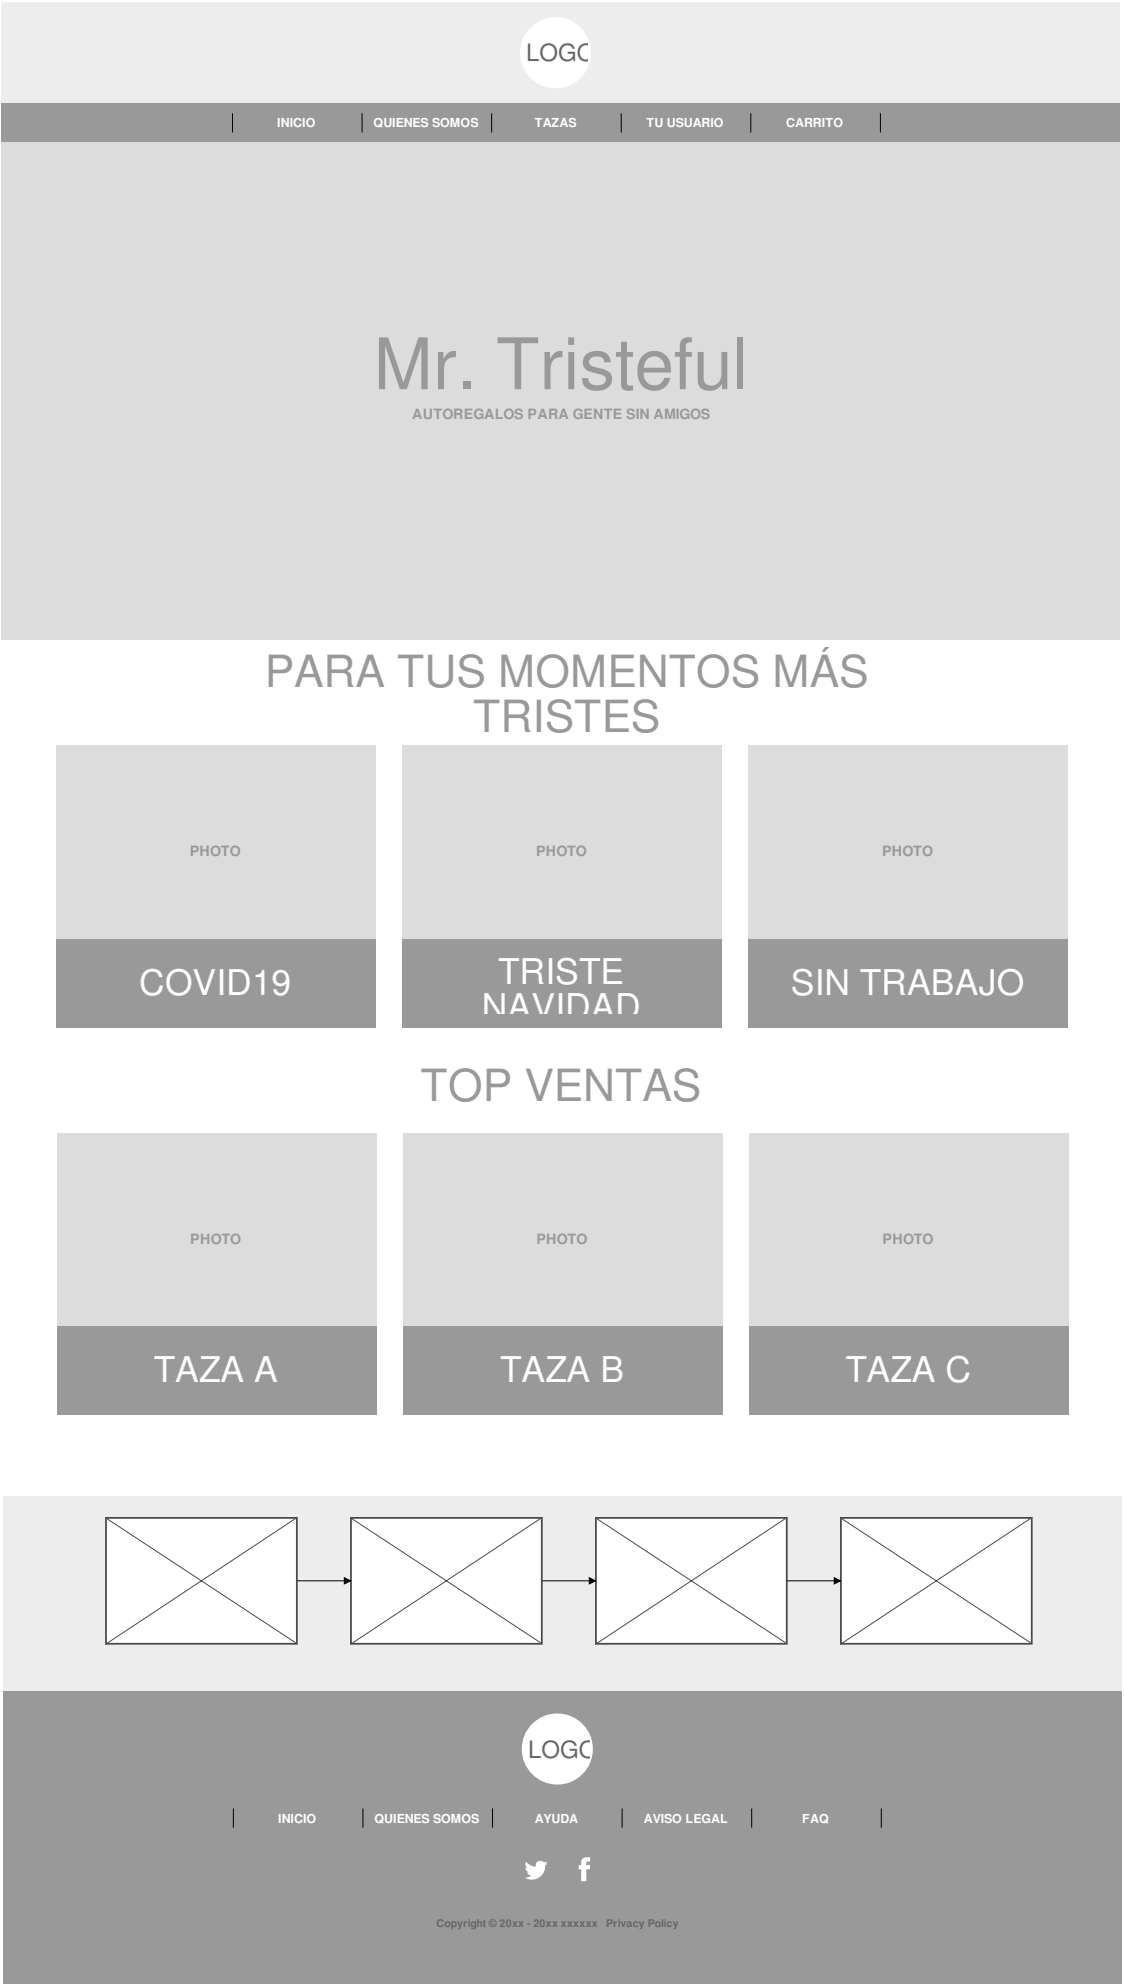 LOGO
INICIO QUIENES SOMOS TAZAS TU USUARIO CARRITO
Mr. Tristeful
AUTOREGALOS PARA GENTE SIN AMIGOS
PARA TUS MOMENTOS MÁS
TRISTES
PHOTO PHOTO PHOTO
COVID19 TRISTE NAVIDAD SIN TRABAJO
TOP VENTAS
PHOTO PHOTO PHOTO
TAZA A TAZA B TAZA C
LOGO
INICIO QUIENES SOMOS AYUDA AVISO LEGAL FAQ
Copyright © 20xx - 20xx xxxxxx Privacy Policy